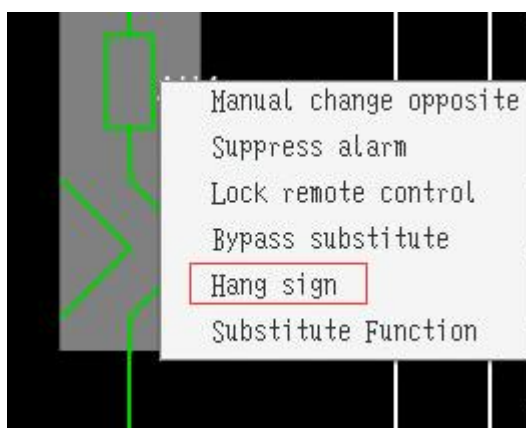 Manual change opposite
Suppress alarm
Lock remote control
Bypass substitute
Hang sign
Substitute Function